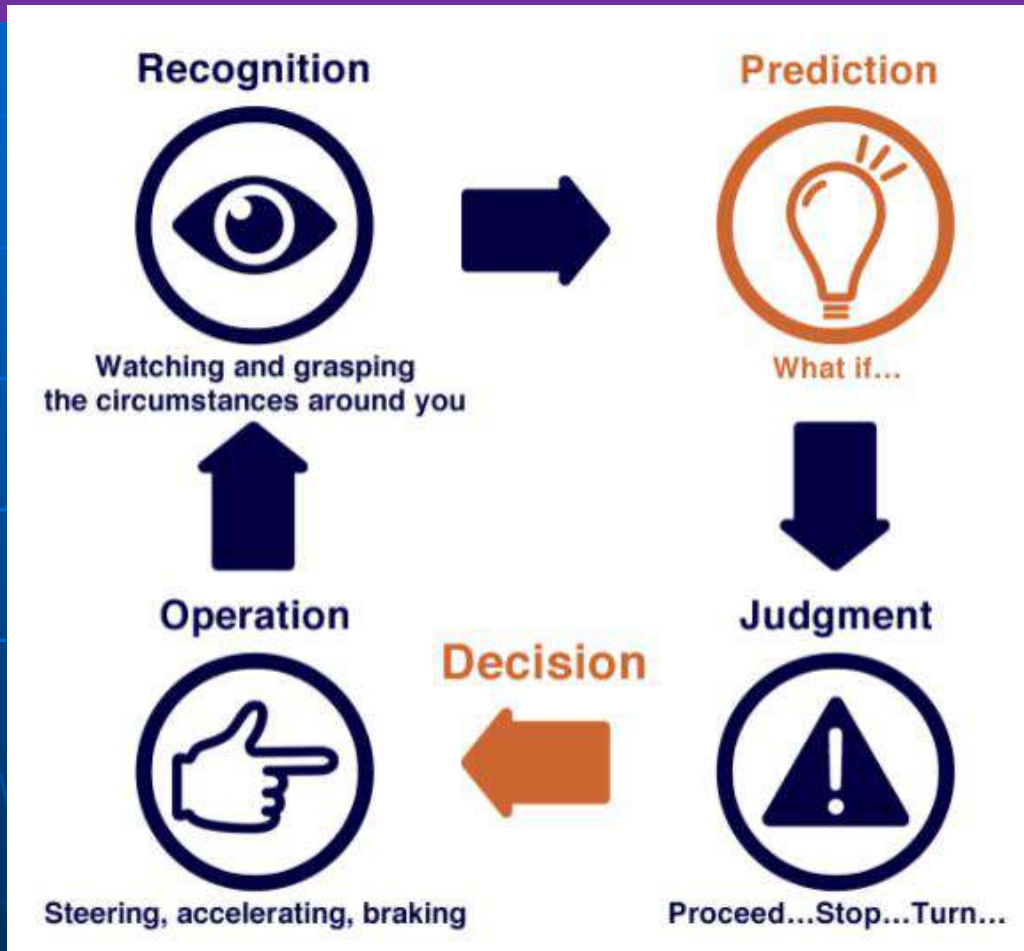 Recognition
Watching and grasping
the circumstances around you
Prediction
What if...
Judgment
Proceed...Stop...Turn...
Decision
Operation
Steering, accelerating, braking